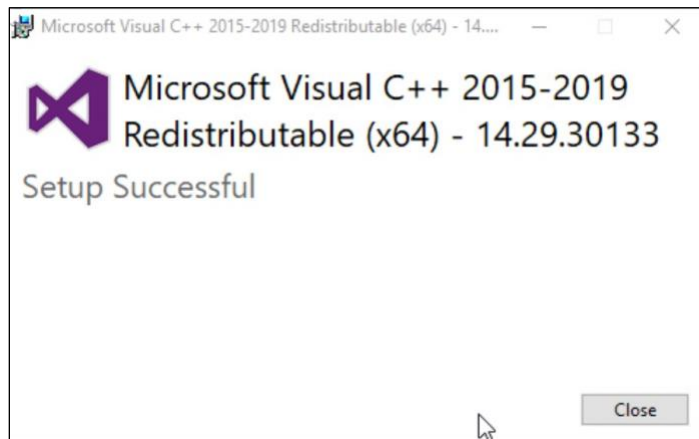 Microsoft Visual C++ 2015-2019 Redistributable (x64) - 14....
Microsoft Visual C++ 2015-2019
Redistributable (x64) - 14.29.30133
Setup Successful
Close